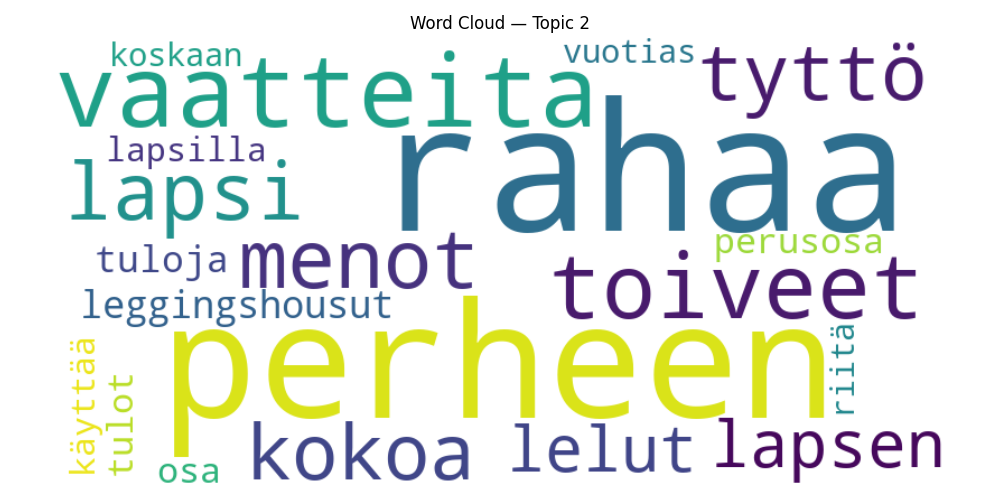 Word Cloud — Topic 2
koskaan
vuotias
vaatteita
tyttö
rahaa
lapsilla
lapsi
perusosa
tuloja
menot
toiveet
leggingshousut
perheen
riitä
käyttää
tulot
kokoa
lelut
lapsen
osa